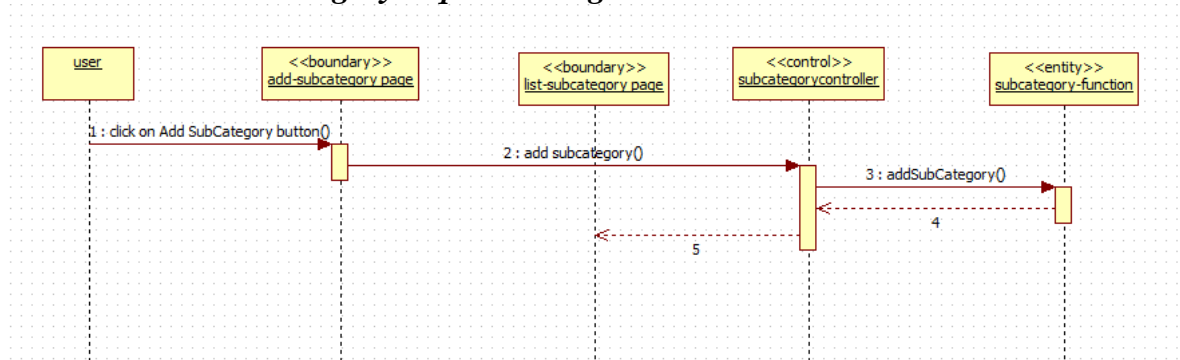 user
<<boundary>>
add-subcategory page
<<boundary>>
list-subcategory page
<<control>>
subcategorycontroller
<<entity>>
subcategory-function
1 : click on Add SubCategory button()
2 : add subcategory()
3 : addSubCategory()
4
5